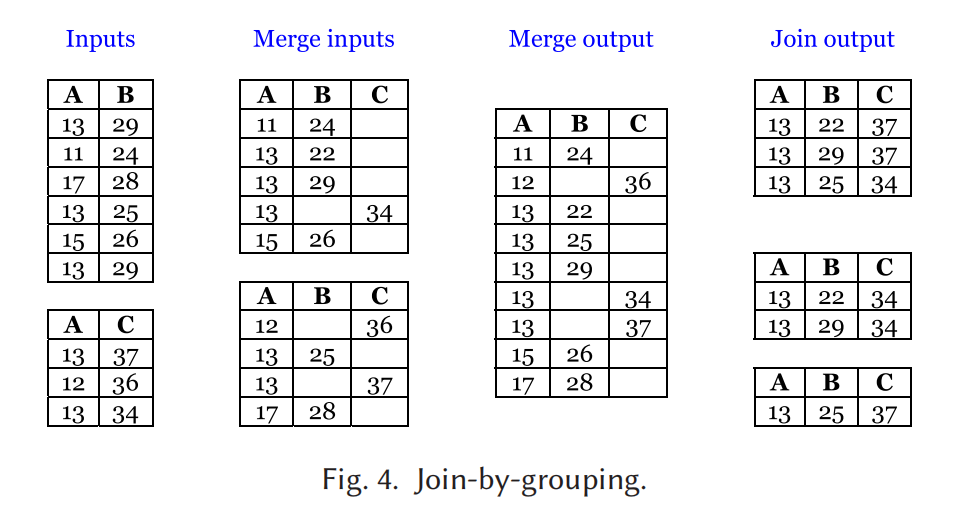 Inputs
A B
13 29
11 24
17 28
13 25
15 26
13 29
A C
13 37
12 36
13 34
Merge inputs
A B C
11 24
13 22
13 29
13 34
15 26
A B C
12 36
13 25
13 37
17 28
Merge output
A B C
11 24
12 36
13 22
13 25
13 29
13 34
13 37
15 26
17 28
Join output
A B C
13 22 37
13 29 37
13 25 34
A B C
13 22 34
13 29 34
A B C
13 25 37
Fig. 4. Join-by-grouping.